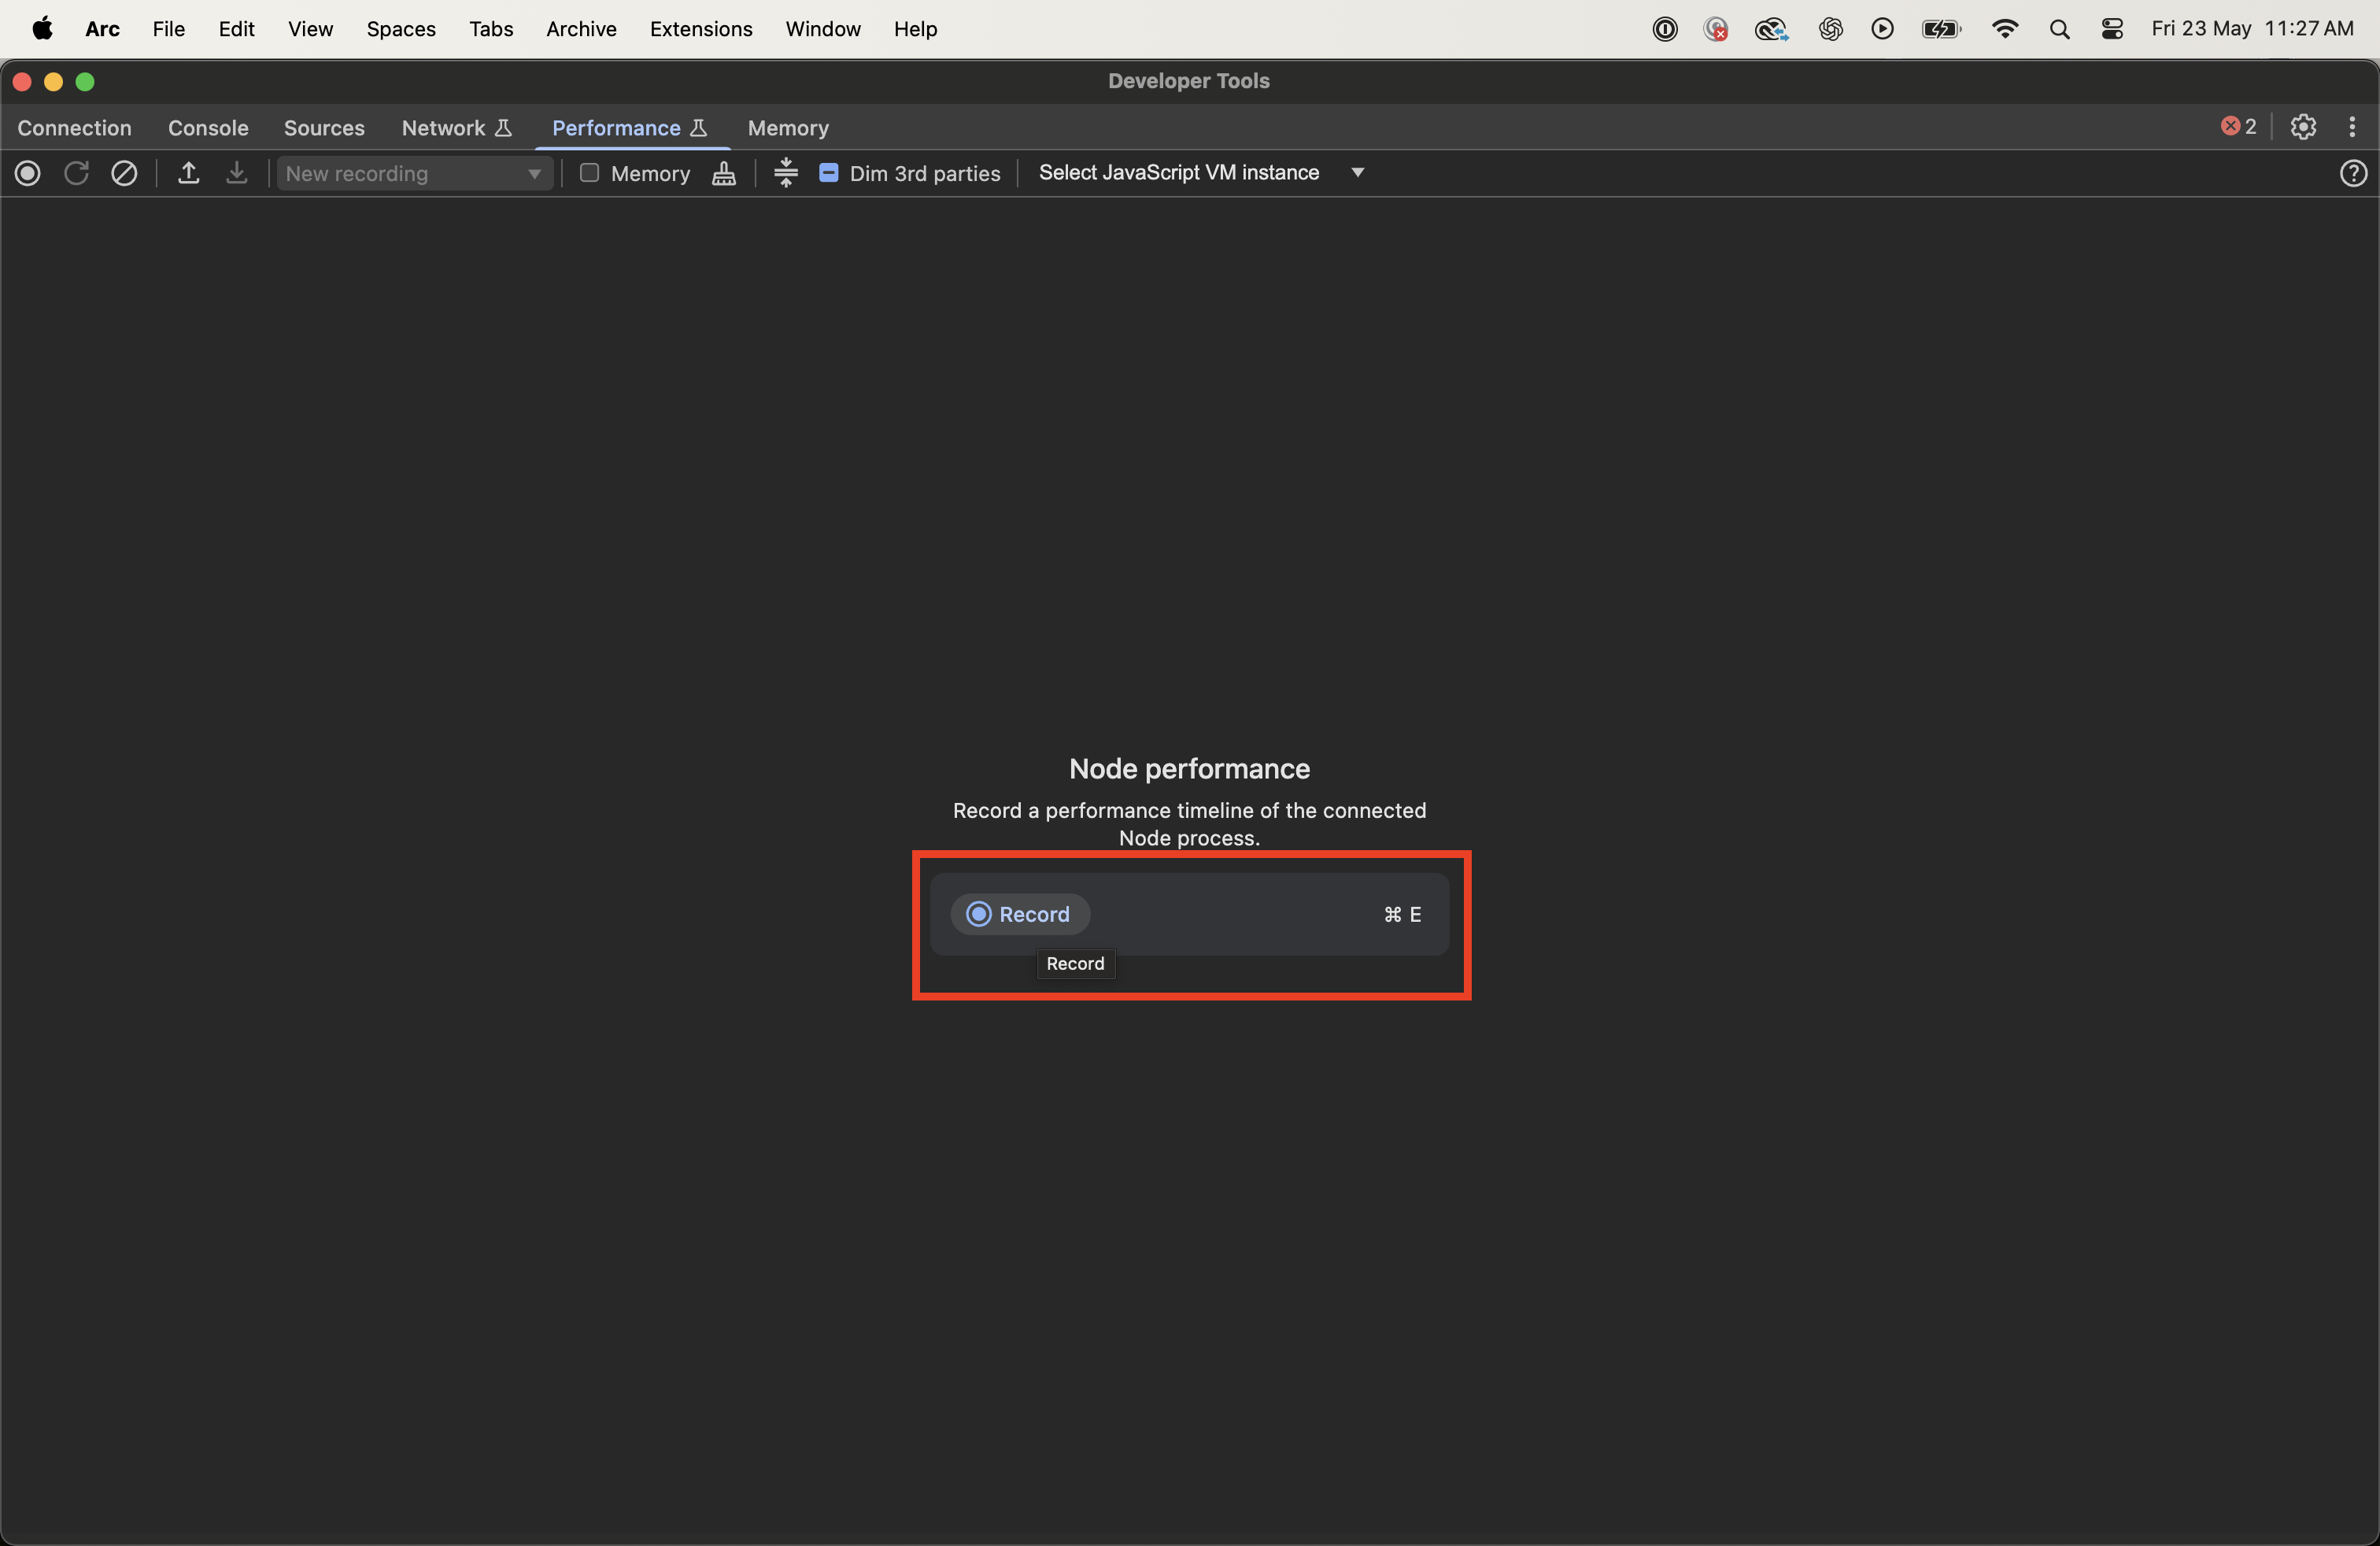 Arc File Edit View Spaces Tabs Archive Extensions Window Help Fri 23 May 11:27 AM
Developer Tools
Connection Console Sources Network Performance Memory 2
New recording Memory Dim 3rd parties Select JavaScript VM instance
Node performance
Record a performance timeline of the connected
Node process.
Record ⌘ E
Record